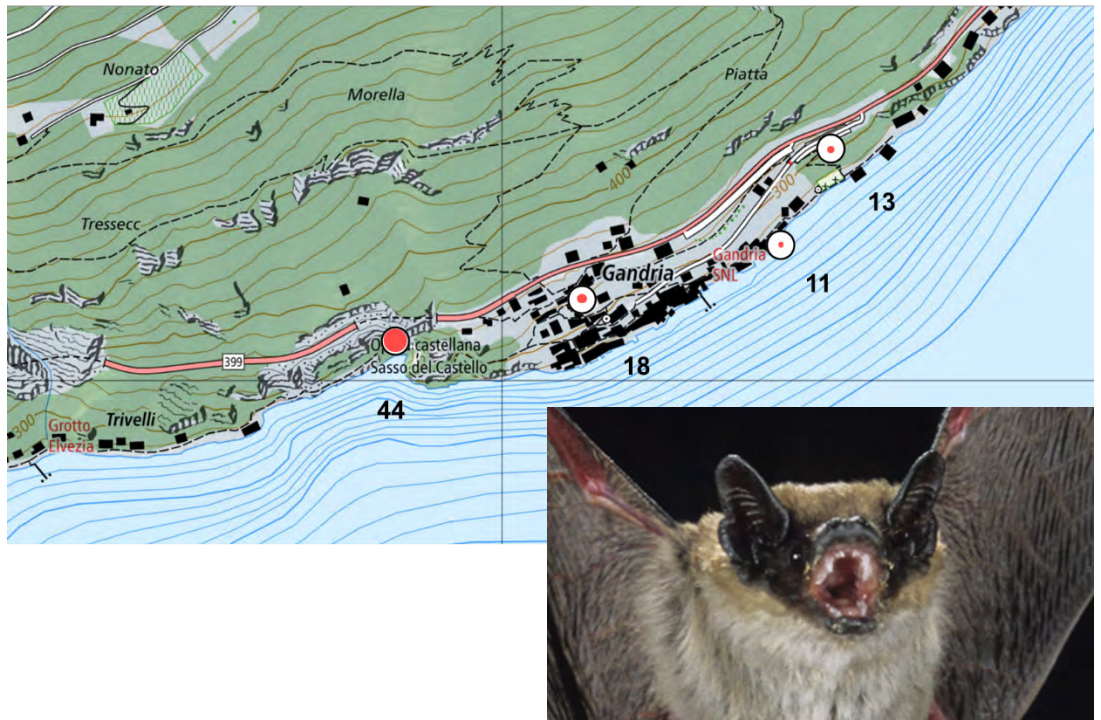 Nonato
Morella
Piatta
400
Tressecc
300
13
Gandria
Gandria
SNL
11
castellana
Sasso del Castello
399
18
44
300
Trivelli
Grotto
Elvezia